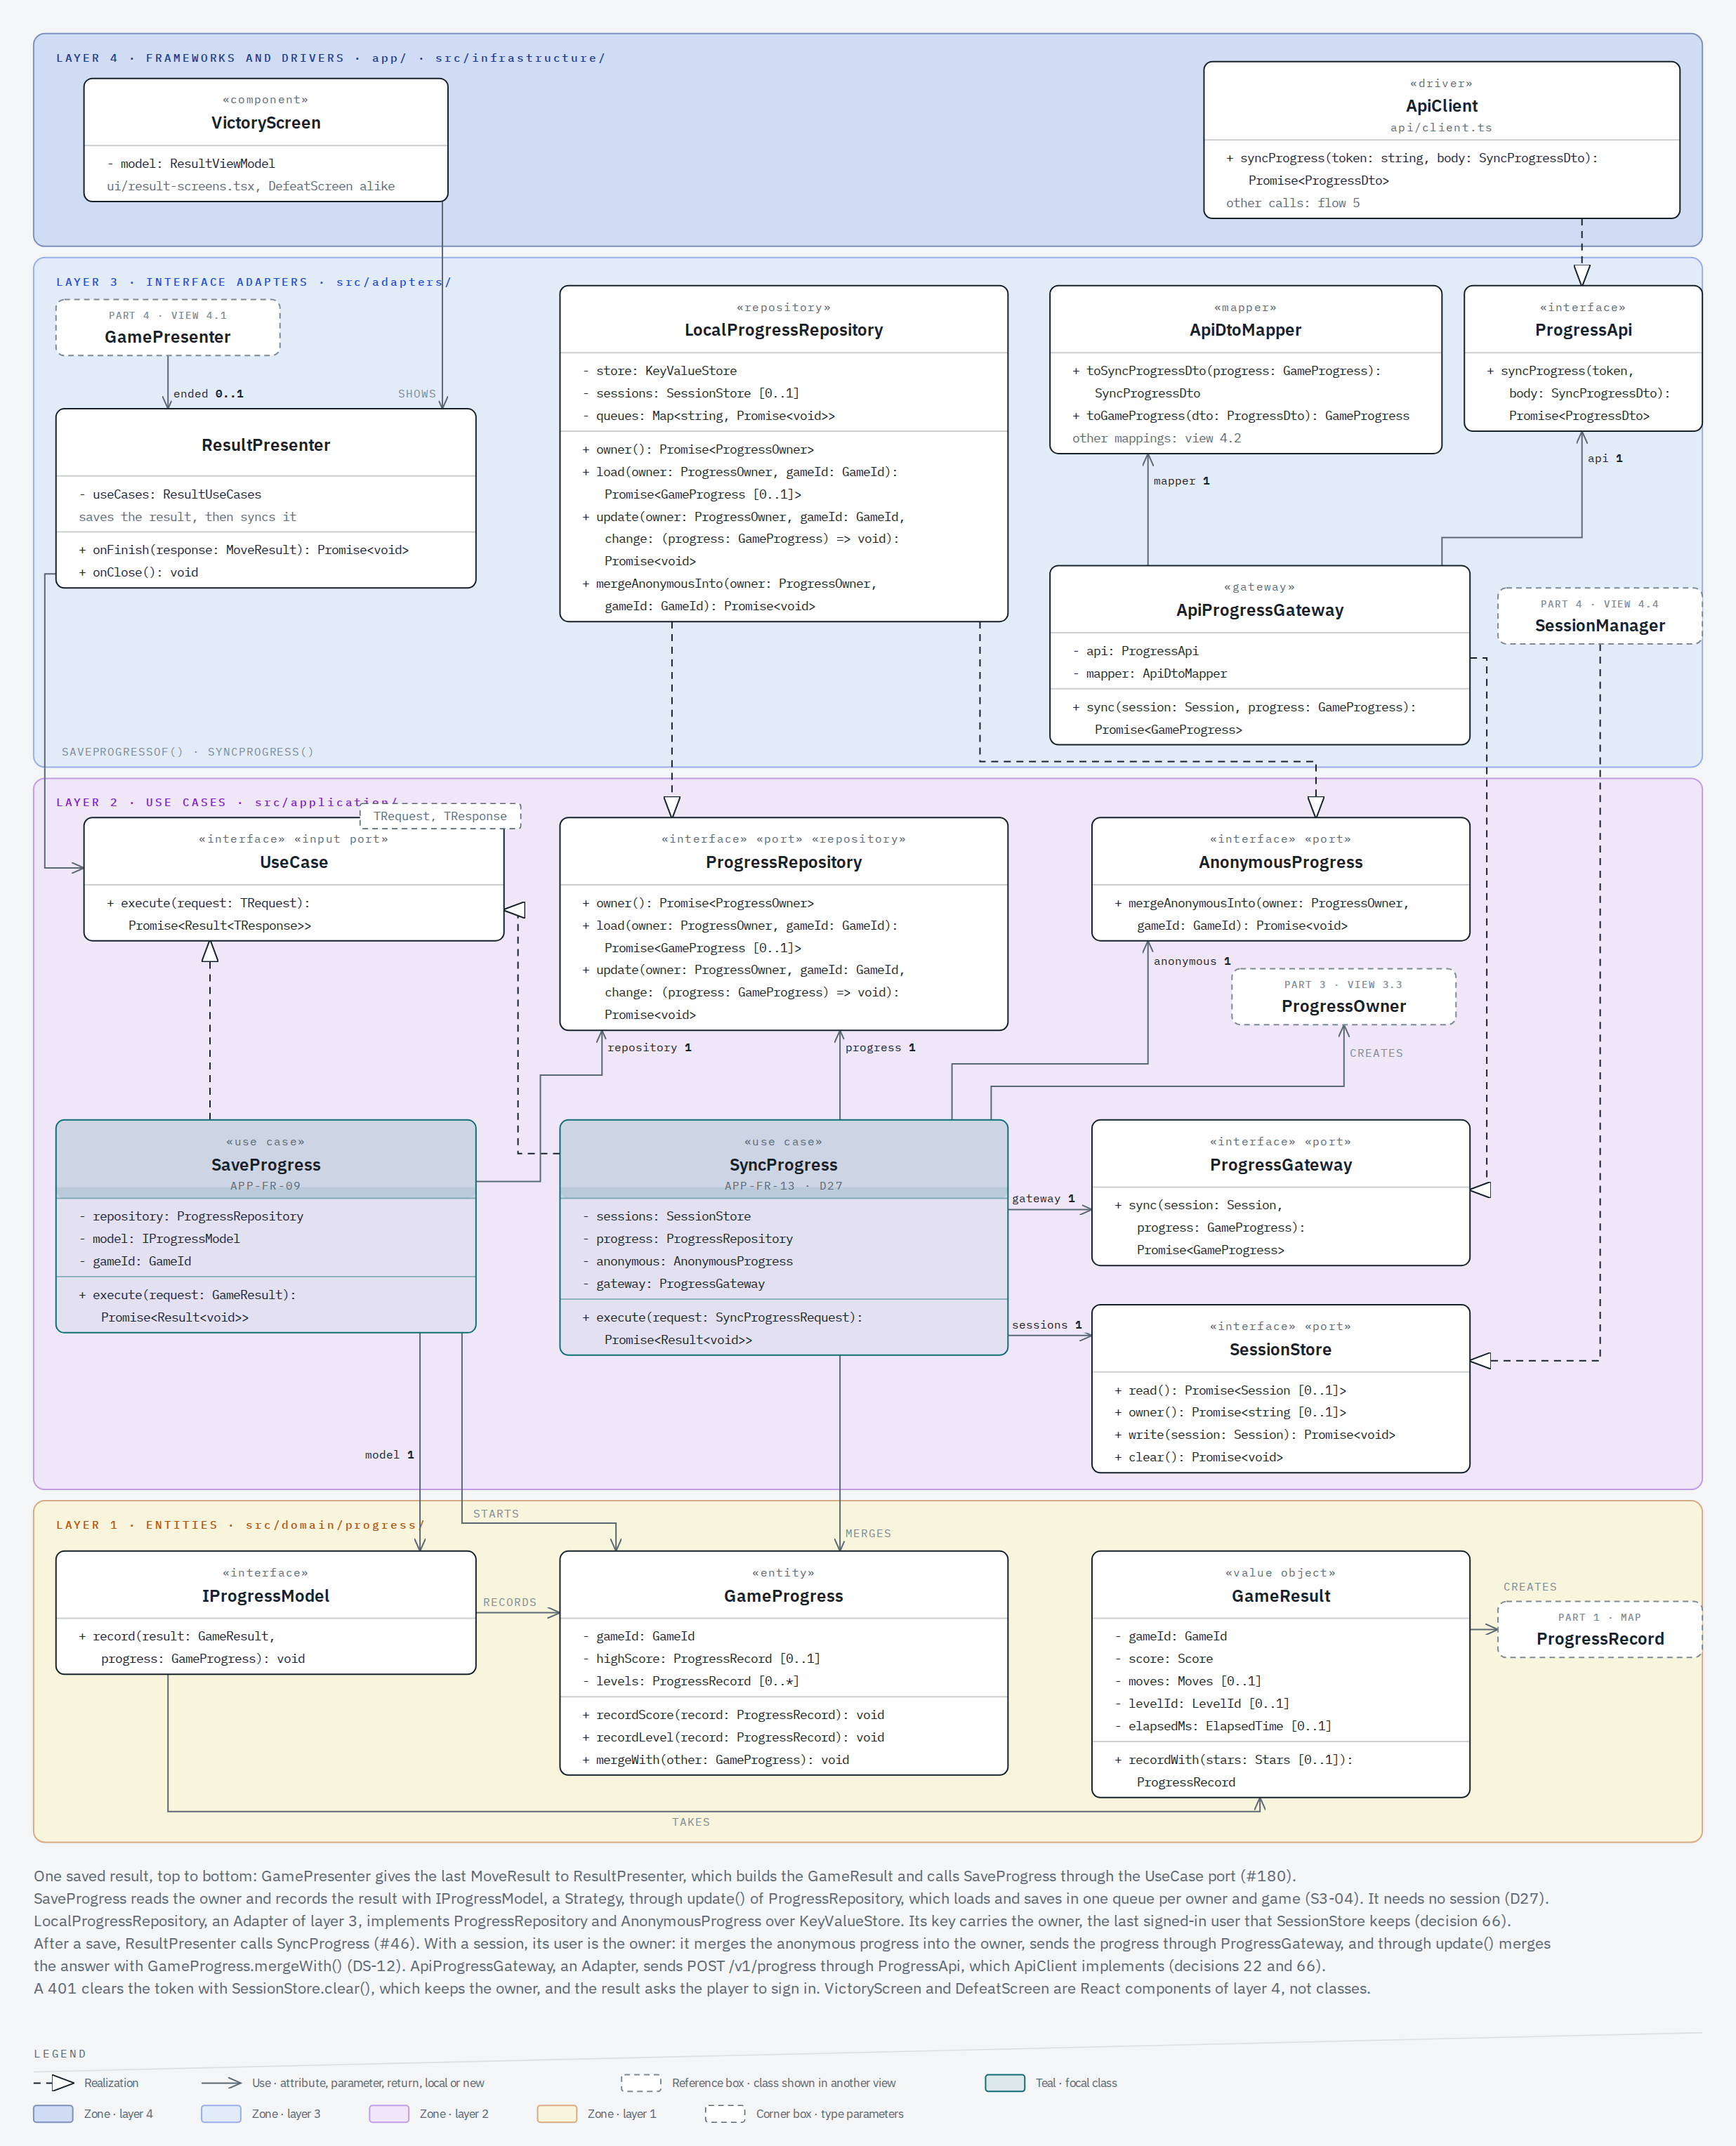 LAYER 4 · FRAMEWORKS AND DRIVERS · app/ · src/infrastructure/
«component»
VictoryScreen
- model: ResultViewModel
ui/result-screens.tsx, DefeatScreen alike
«driver»
ApiClient
api/client.ts
+ syncProgress(token: string, body: SyncProgressDto):
Promise<ProgressDto>
other calls: flow 5
LAYER 3 · INTERFACE ADAPTERS · src/adapters/
PART 4 · VIEW 4.1
GamePresenter
ended 0..1
SHOWS
ResultPresenter
- useCases: ResultUseCases
saves the result, then syncs it
+ onFinish(response: MoveResult): Promise<void>
+ onClose(): void
«repository»
LocalProgressRepository
- store: KeyValueStore
- sessions: SessionStore [0..1]
- queues: Map<string, Promise<void>>
+ owner(): Promise<ProgressOwner>
+ load(owner: ProgressOwner, gameId: GameId):
Promise<GameProgress [0..1]>
+ update(owner: ProgressOwner, gameId: GameId,
change: (progress: GameProgress) => void):
Promise<void>
+ mergeAnonymousInto(owner: ProgressOwner,
gameId: GameId): Promise<void>
«mapper»
ApiDtoMapper
+ toSyncProgressDto(progress: GameProgress):
SyncProgressDto
+ toGameProgress(dto: ProgressDto): GameProgress
other mappings: view 4.2
«interface»
ProgressApi
+ syncProgress(token,
body: SyncProgressDto):
Promise<ProgressDto>
mapper 1
api 1
«gateway»
ApiProgressGateway
- api: ProgressApi
- mapper: ApiDtoMapper
+ sync(session: Session, progress: GameProgress):
Promise<GameProgress>
PART 4 · VIEW 4.4
SessionManager
SAVEPROGRESSOF() · SYNCPROGRESS()
LAYER 2 · USE CASES · src/application/
TRequest, TResponse
«interface» «input port»
UseCase
+ execute(request: TRequest):
Promise<Result<TResponse>>
«interface» «port» «repository»
ProgressRepository
+ owner(): Promise<ProgressOwner>
+ load(owner: ProgressOwner, gameId: GameId):
Promise<GameProgress [0..1]>
+ update(owner: ProgressOwner, gameId: GameId,
change: (progress: GameProgress) => void):
Promise<void>
«interface» «port»
AnonymousProgress
+ mergeAnonymousInto(owner: ProgressOwner,
gameId: GameId): Promise<void>
anonymous 1
PART 3 · VIEW 3.3
ProgressOwner
CREATES
repository 1
progress 1
«use case»
SaveProgress
APP-FR-09
- repository: ProgressRepository
- model: IProgressModel
- gameId: GameId
+ execute(request: GameResult):
Promise<Result<void>>
«use case»
SyncProgress
APP-FR-13 · D27
- sessions: SessionStore
- progress: ProgressRepository
- anonymous: AnonymousProgress
- gateway: ProgressGateway
+ execute(request: SyncProgressRequest):
Promise<Result<void>>
gateway 1
sessions 1
«interface» «port»
ProgressGateway
+ sync(session: Session,
progress: GameProgress):
Promise<GameProgress>
«interface» «port»
SessionStore
+ read(): Promise<Session [0..1]>
+ owner(): Promise<string [0..1]>
+ write(session: Session): Promise<void>
+ clear(): Promise<void>
model 1
LAYER 1 · ENTITIES · src/domain/progress/
STARTS
MERGES
«interface»
IProgressModel
+ record(result: GameResult,
progress: GameProgress): void
RECORDS
«entity»
GameProgress
- gameId: GameId
- highScore: ProgressRecord [0..1]
- levels: ProgressRecord [0..*]
+ recordScore(record: ProgressRecord): void
+ recordLevel(record: ProgressRecord): void
+ mergeWith(other: GameProgress): void
«value object»
GameResult
- gameId: GameId
- score: Score
- moves: Moves [0..1]
- levelId: LevelId [0..1]
- elapsedMs: ElapsedTime [0..1]
+ recordWith(stars: Stars [0..1]):
ProgressRecord
CREATES
PART 1 · MAP
ProgressRecord
TAKES
One saved result, top to bottom: GamePresenter gives the last MoveResult to ResultPresenter, which builds the GameResult and calls SaveProgress through the UseCase port (#180).
SaveProgress reads the owner and records the result with IProgressModel, a Strategy, through update() of ProgressRepository, which loads and saves in one queue per owner and game (S3-04). It needs no session (D27).
LocalProgressRepository, an Adapter of layer 3, implements ProgressRepository and AnonymousProgress over KeyValueStore. Its key carries the owner, the last signed-in user that SessionStore keeps (decision 66).
After a save, ResultPresenter calls SyncProgress (#46). With a session, its user is the owner: it merges the anonymous progress into the owner, sends the progress through ProgressGateway, and through update() merges
the answer with GameProgress.mergeWith() (DS-12). ApiProgressGateway, an Adapter, sends POST /v1/progress through ProgressApi, which ApiClient implements (decisions 22 and 66).
A 401 clears the token with SessionStore.clear(), which keeps the owner, and the result asks the player to sign in. VictoryScreen and DefeatScreen are React components of layer 4, not classes.
LEGEND
Realization
Use · attribute, parameter, return, local or new
Reference box · class shown in another view
Teal · focal class
Zone · layer 4
Zone · layer 3
Zone · layer 2
Zone · layer 1
Corner box · type parameters